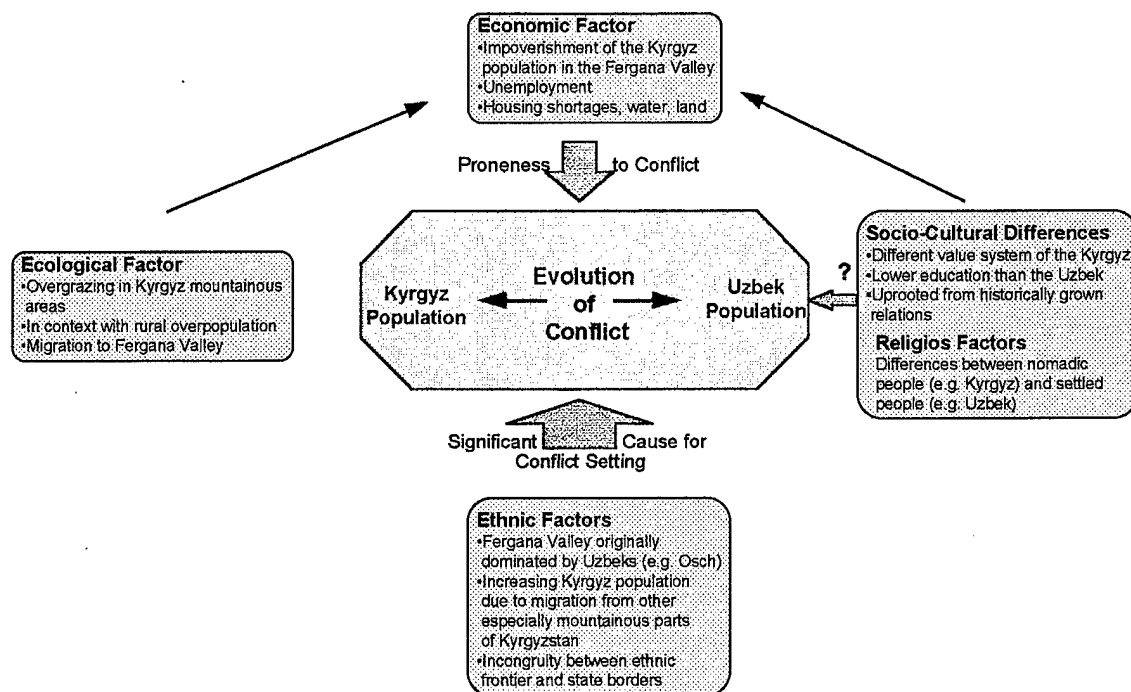 Economic Factor
•Impoverishment of the Kyrgyz
population in the Fergana Valley
•Unemployment
•Housing shortages, water, land
Proneness to Conflict
Ecological Factor
•Overgrazing in Kyrgyz mountainous
areas
•In context with rural overpopulation
•Migration to Fergana Valley
Kyrgyz
Population
Evolution
of
Conflict
Uzbek
Population
?
Socio-Cultural Differences
•Different value system of the Kyrgyz
•Lower education than the Uzbek
•Uprooted from historically grown
relations
Religios Factors
Differences between nomadic
people (e.g. Kyrgyz) and settled
people (e.g. Uzbek)
Significant Cause for
Conflict Setting
Ethnic Factors
•Fergana Valley originally
dominated by Uzbeks (e.g. Osch)
•Increasing Kyrgyz population
due to migration from other
especially mountainous parts
of Kyrgyzstan
•Incongruity between ethnic
frontier and state borders